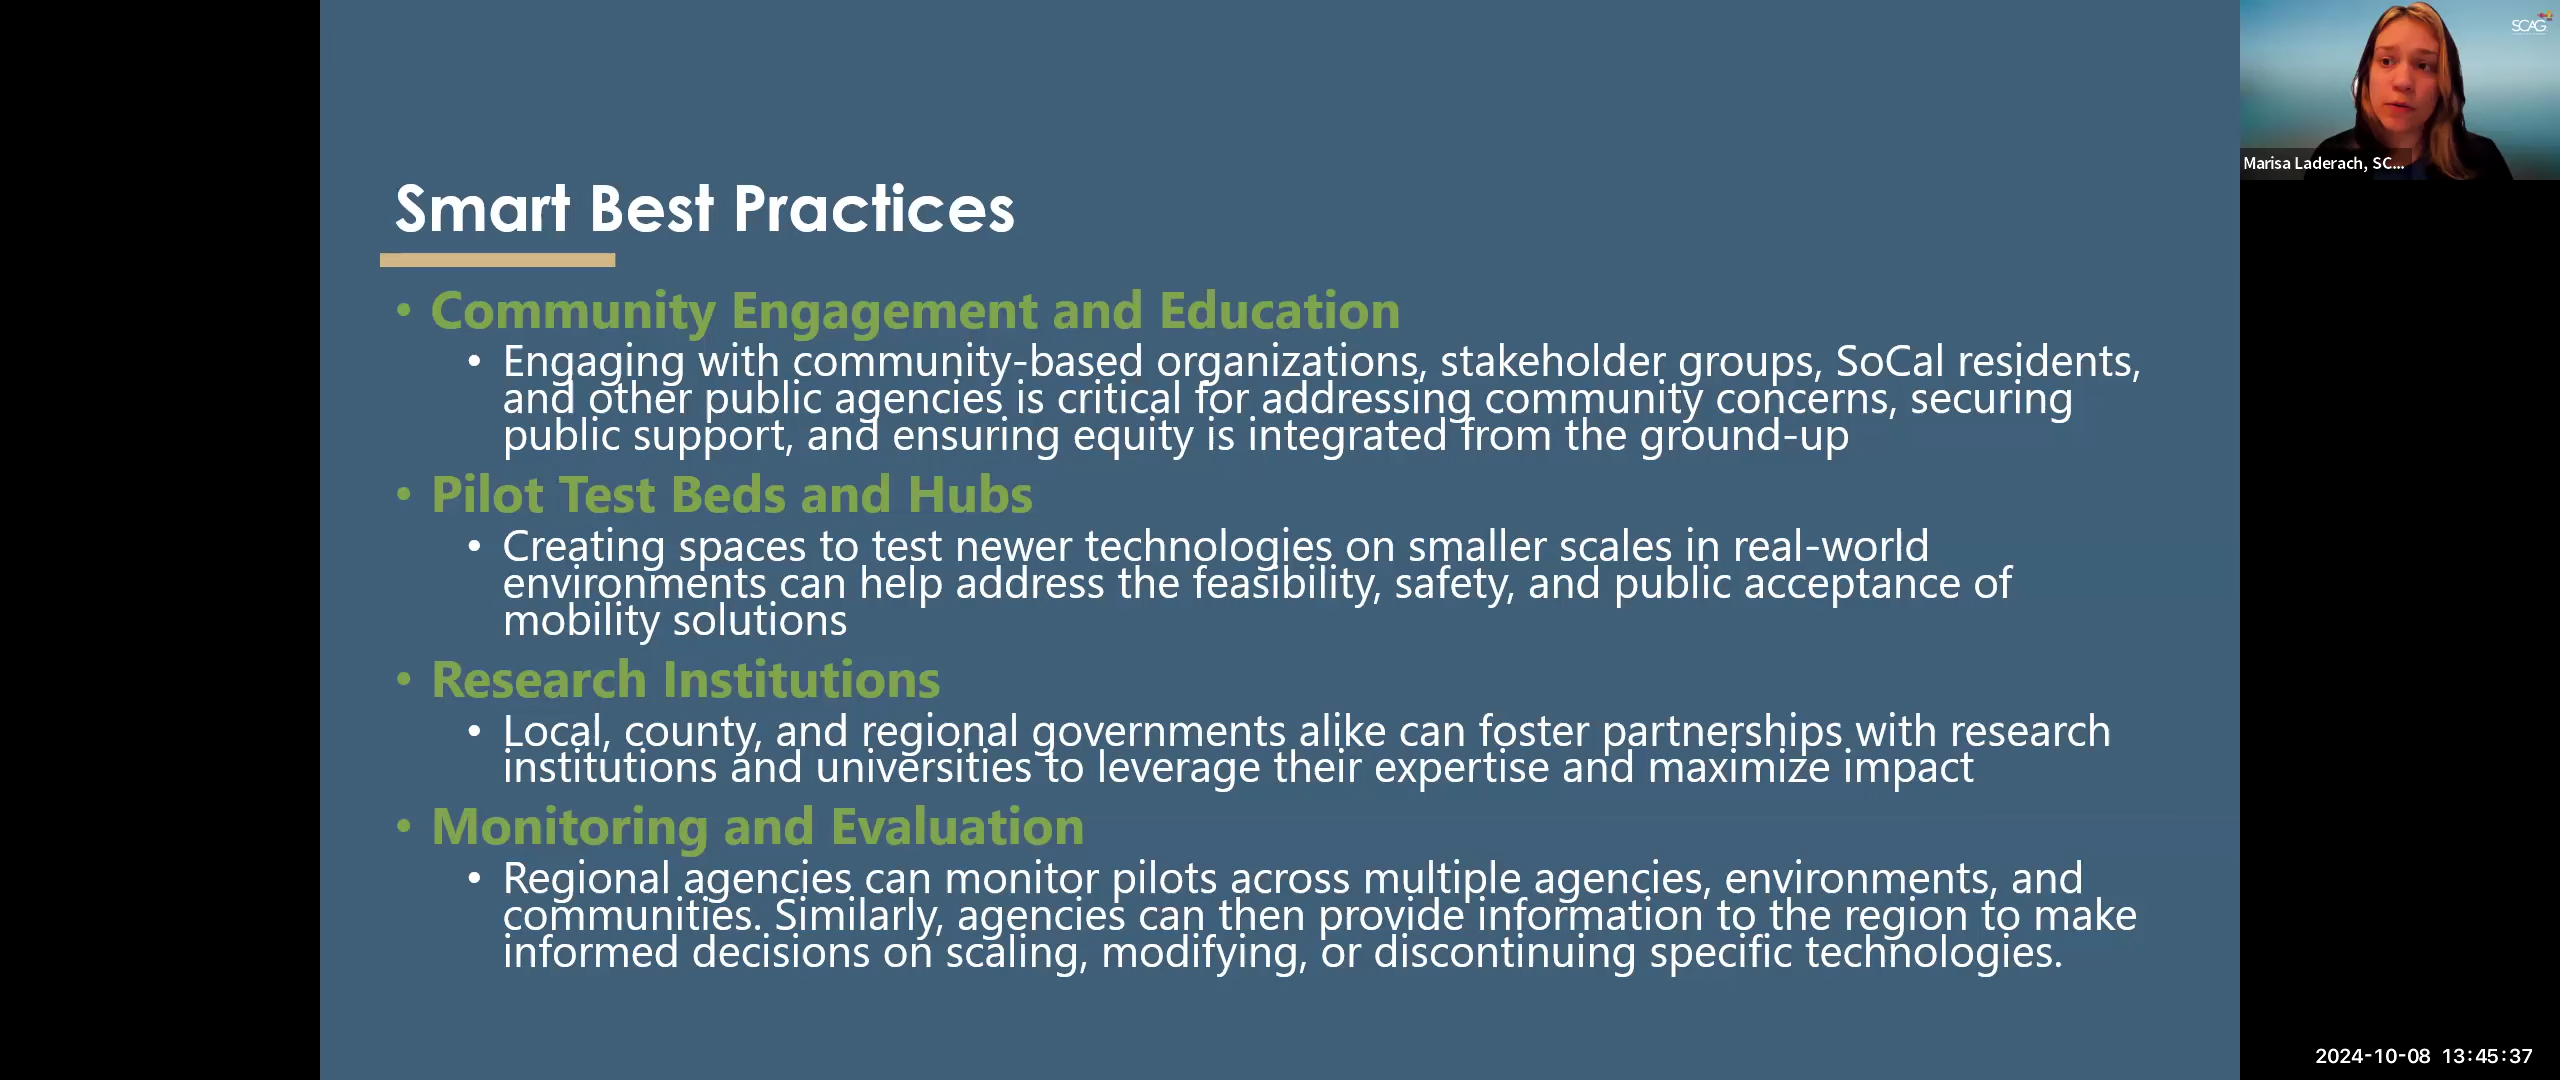 Smart Best Practices
• Community Engagement and Education
• Engaging with community-based organizations, stakeholder groups, SoCal residents,
and other public agencies is critical for addressing community concerns, securing
public support, and ensuring equity is integrated from the ground-up
• Pilot Test Beds and Hubs
• Creating spaces to test newer technologies on smaller scales in real-world
environments can help address the feasibility, safety, and public acceptance of
mobility solutions
• Research Institutions
• Local, county, and regional governments alike can foster partnerships with research
institutions and universities to leverage their expertise and maximize impact
• Monitoring and Evaluation
• Regional agencies can monitor pilots across multiple agencies, environments, and
communities. Similarly, agencies can then provide information to the region to make
informed decisions on scaling, modifying, or discontinuing specific technologies.
SCAG
Marisa Laderach, SC...
2024-10-08 13:45:37